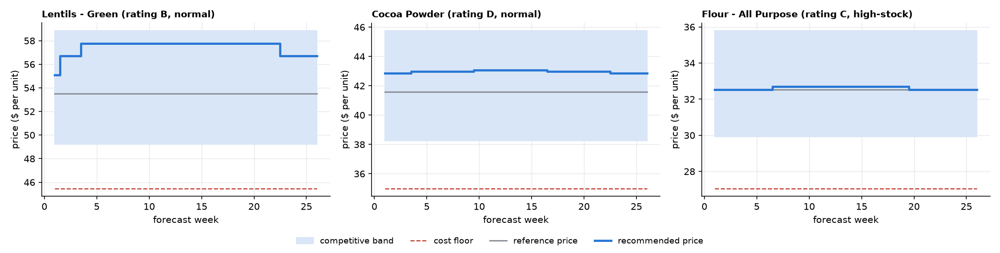 Lentils - Green (rating B, normal)
price ($ per unit)
58
56
54
52
50
48
46
0 5 10 15 20 25
forecast week
Cocoa Powder (rating D, normal)
price ($ per unit)
46
44
42
40
38
36
0 5 10 15 20 25
forecast week
Flour - All Purpose (rating C, high-stock)
price ($ per unit)
36
34
32
30
28
0 5 10 15 20 25
forecast week
competitive band cost floor reference price recommended price